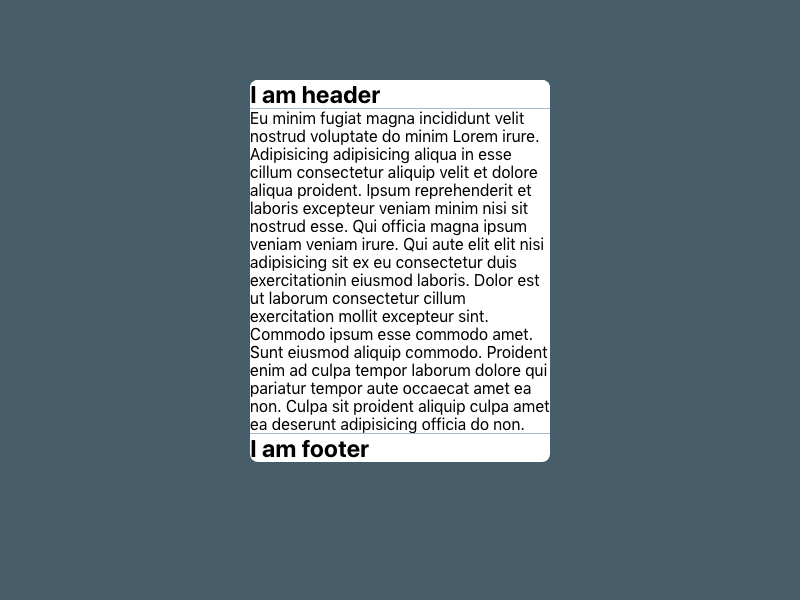 I am header
Eu minim fugiat magna incididunt velit
nostrud voluptate do minim Lorem irure.
Adipisicing adipisicing aliqua in esse
cillum consectetur aliquip velit et dolore
aliqua proident. Ipsum reprehenderit et
laboris excepteur veniam minim nisi sit
nostrud esse. Qui officia magna ipsum
veniam veniam irure. Qui aute elit elit nisi
adipisicing sit ex eu consectetur duis
exercitationin eiusmod laboris. Dolor est
ut laborum consectetur cillum
exercitation mollit excepteur sint.
Commodo ipsum esse commodo amet.
Sunt eiusmod aliquip commodo. Proident
enim ad culpa tempor laborum dolore qui
pariatur tempor aute occaecat amet ea
non. Culpa sit proident aliquip culpa amet
ea deserunt adipisicing officia do non.
I am footer